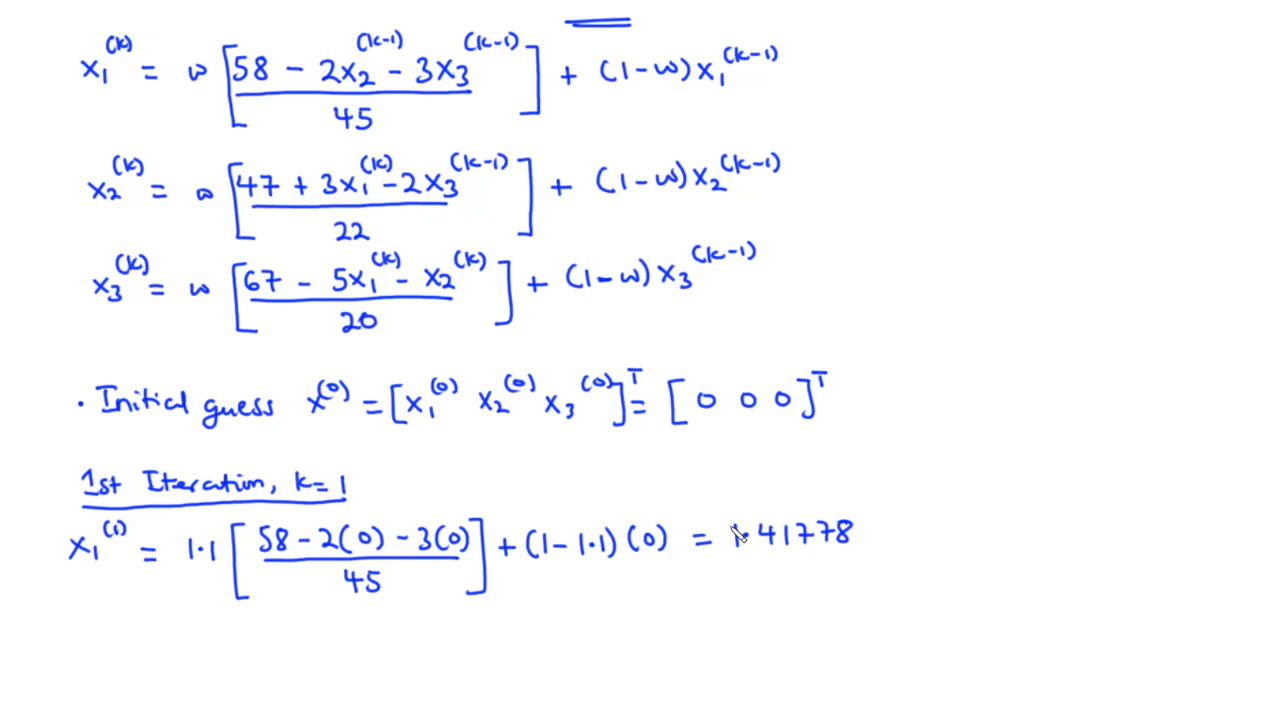 x₁⁽ᵏ⁾ = w [ (58 - 2x₂⁽ᵏ⁻¹⁾ - 3x₃⁽ᵏ⁻¹⁾) / 45 ] + (1-w)x₁⁽ᵏ⁻¹⁾
x₂⁽ᵏ⁾ = w [ (47 + 3x₁⁽ᵏ⁾ - 2x₃⁽ᵏ⁻¹⁾) / 22 ] + (1-w)x₂⁽ᵏ⁻¹⁾
x₃⁽ᵏ⁾ = w [ (67 - 5x₁⁽ᵏ⁾ - x₂⁽ᵏ⁾) / 20 ] + (1-w)x₃⁽ᵏ⁻¹⁾
· Initial guess x⁽⁰⁾ = [x₁⁽⁰⁾ x₂⁽⁰⁾ x₃⁽⁰⁾]ᵀ = [0 0 0]ᵀ
1st Iteration, k=1
x₁⁽¹⁾ = 1.1 [ (58 - 2(0) - 3(0)) / 45 ] + (1-1.1)(0) = 1.41778